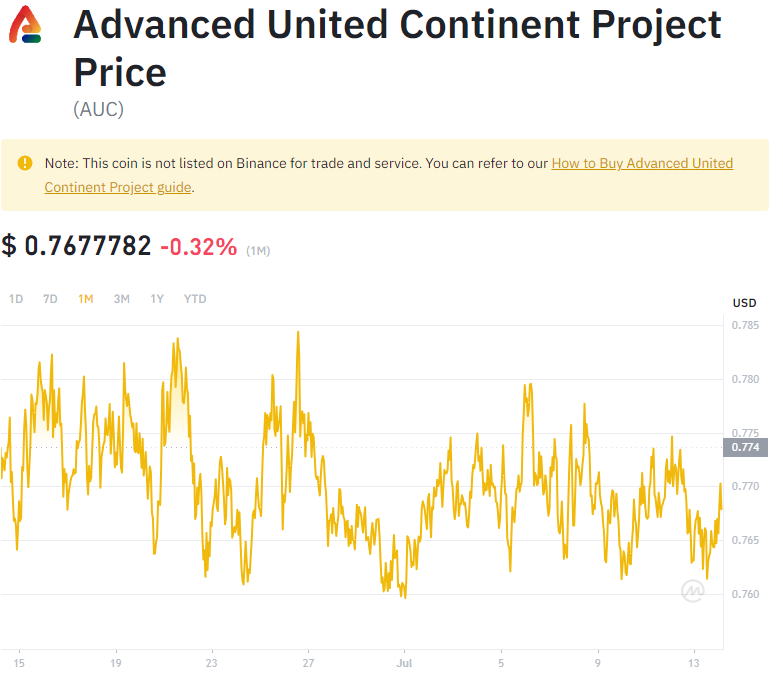 Advanced United Continent Project
Price
(AUC)
Note: This coin is not listed on Binance for trade and service. You can refer to our How to Buy Advanced United
Continent Project guide.
$ 0.7677782 -0.32% (1M)
1D 7D 1M 3M 1Y YTD
USD
0.785
0.780
0.775
0.774
0.770
0.765
0.760
15 19 23 27 Jul 5 9 13